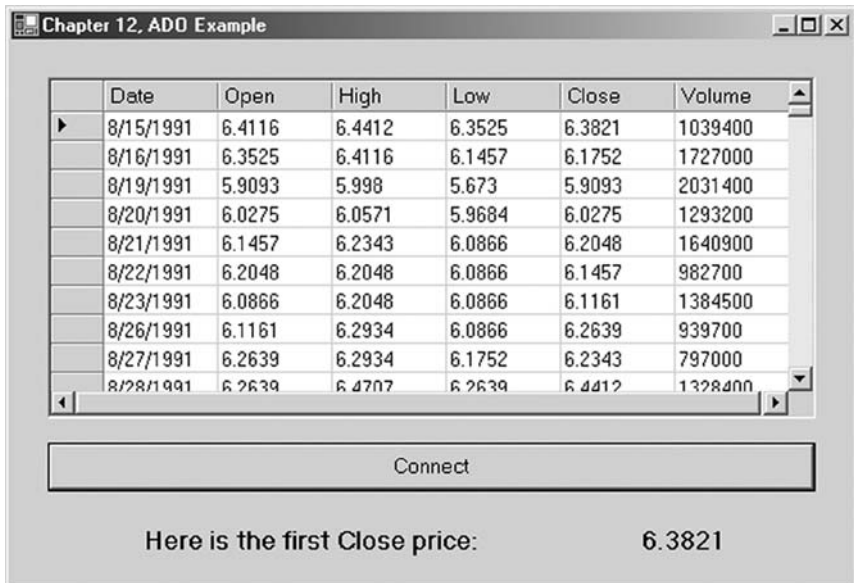 Chapter 12, ADO Example
Date Open High Low Close Volume
8/15/1991 6.4116 6.4412 6.3525 6.3821 1039400
8/16/1991 6.3525 6.4116 6.1457 6.1752 1727000
8/19/1991 5.9093 5.998 5.673 5.9093 2031400
8/20/1991 6.0275 6.0571 5.9684 6.0275 1293200
8/21/1991 6.1457 6.2343 6.0866 6.2048 1640900
8/22/1991 6.2048 6.2048 6.0866 6.1457 982700
8/23/1991 6.0866 6.2048 6.0866 6.1161 1384500
8/26/1991 6.1161 6.2934 6.0866 6.2639 939700
8/27/1991 6.2639 6.2934 6.1752 6.2343 797000
8/28/1991 6.2639 6.4707 6.2639 6.4412 1328400
Connect
Here is the first Close price: 6.3821